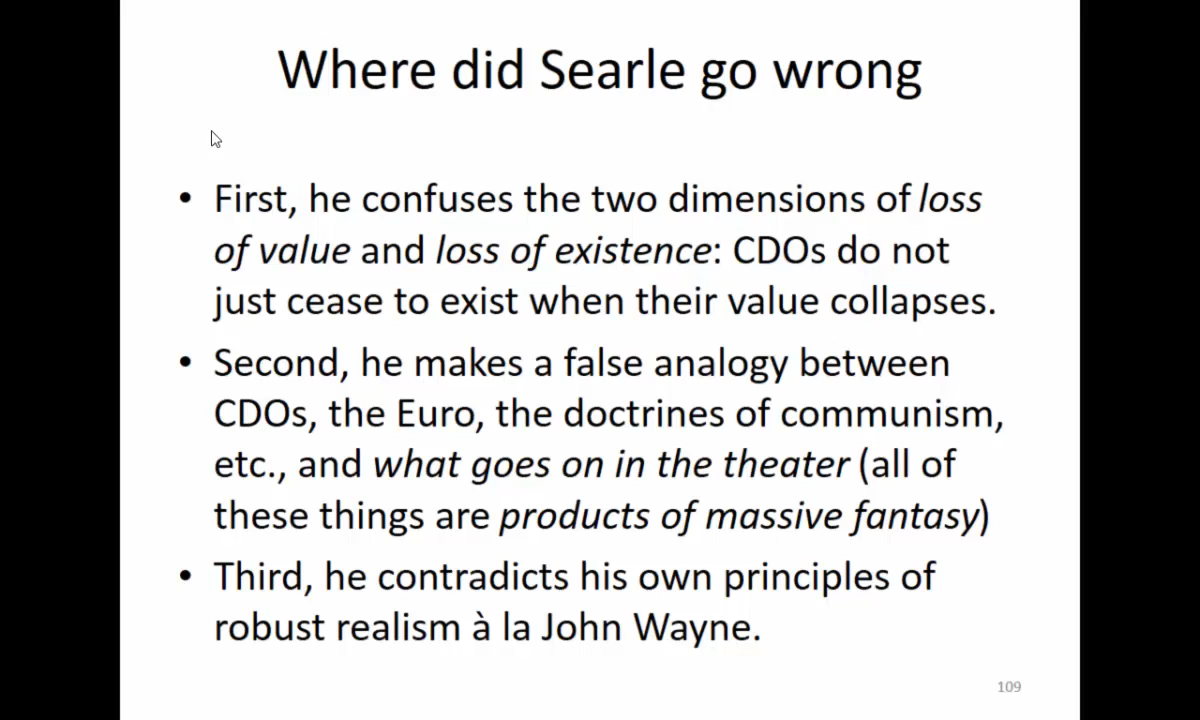 Where did Searle go wrong
• First, he confuses the two dimensions of loss
of value and loss of existence: CDOs do not
just cease to exist when their value collapses.
• Second, he makes a false analogy between
CDOs, the Euro, the doctrines of communism,
etc., and what goes on in the theater (all of
these things are products of massive fantasy)
• Third, he contradicts his own principles of
robust realism à la John Wayne.
109